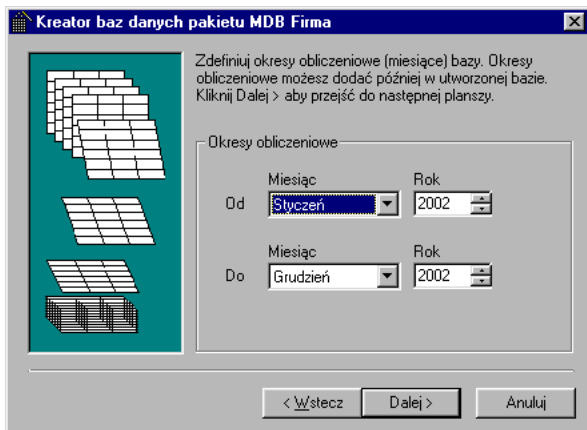 Kreator baz danych pakietu MDB Firma
Zdefiniuj okresy obliczeniowe (miesiące) bazy. Okresy
obliczeniowe możesz dodać później w utworzonej bazie.
Kliknij Dalej > aby przejść do następnej planszy.
Okresy obliczeniowe
Miesiąc Rok
Od Styczeń 2002
Miesiąc Rok
Do Grudzień 2002
< Wstecz Dalej > Anuluj